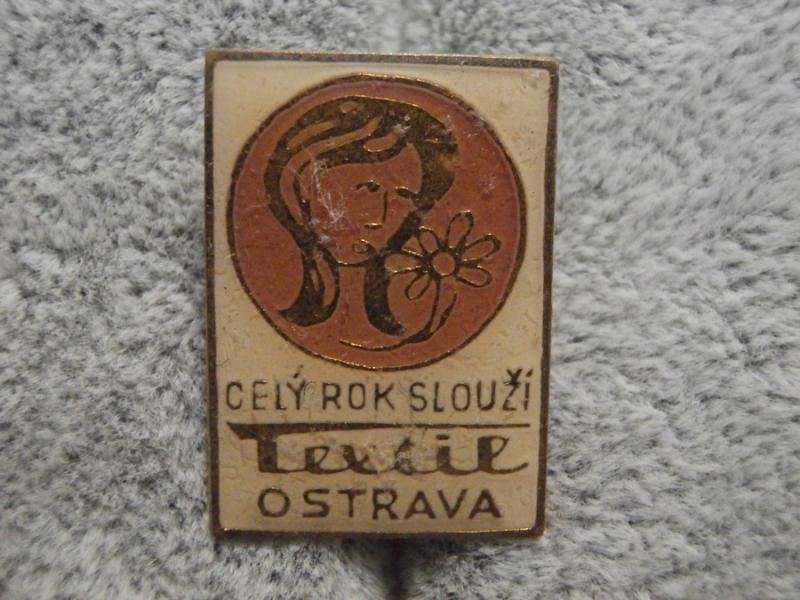 CELÝ ROK SLOUŽÍ
Textil
OSTRAVA